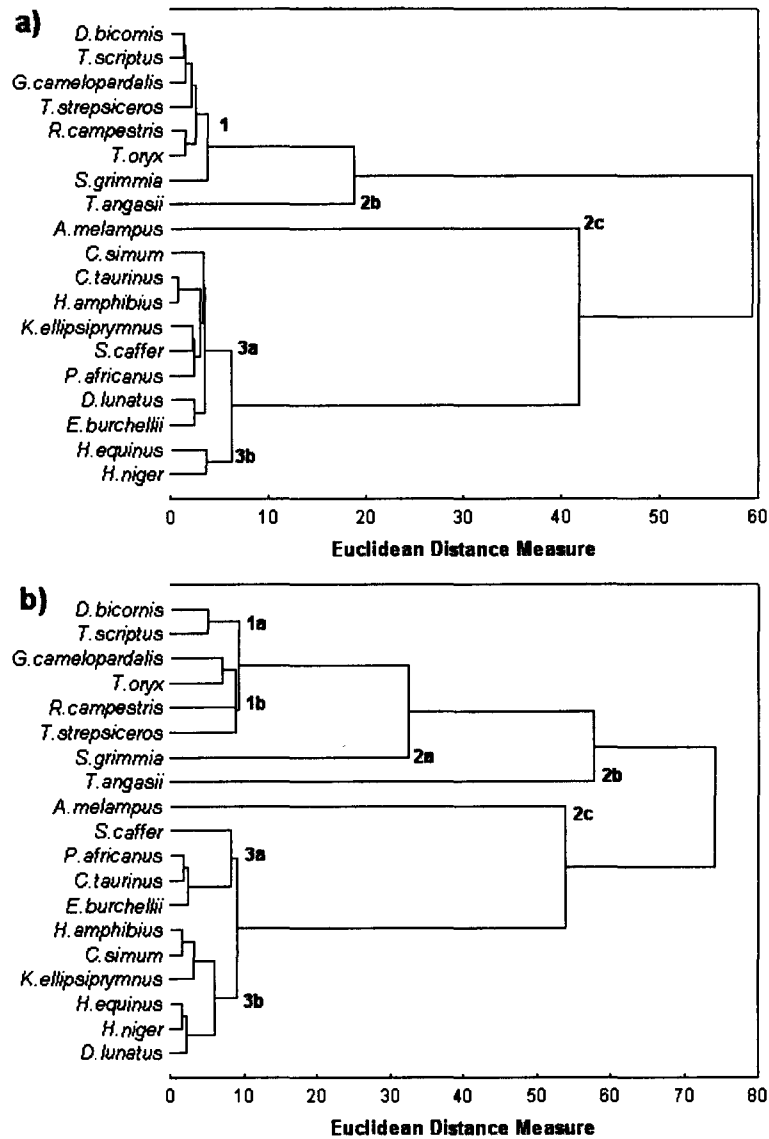 a)
D.bicornis
T.scriptus
G.camelopardalis
T.strepsiceros
R.campestris
1
T.oryx
S.grimmia
T.angasii
2b
A.melampus
2c
C.simum
C.taurinus
H.amphibius
K.ellipsiprymnus
S.caffer
3a
P.africanus
D.lunatus
E.burchellii
H.equinus
3b
H.niger
0 10 20 30 40 50 60
Euclidean Distance Measure
b)
D.bicornis
1a
T.scriptus
G.camelopardalis
T.oryx
R.campestris
1b
T.strepsiceros
S.grimmia
2a
T.angasii
2b
A.melampus
2c
S.caffer
P.africanus
3a
C.taurinus
E.burchellii
H.amphibius
C.simum
K.ellipsiprymnus
H.equinus
3b
H.niger
D.lunatus
0 10 20 30 40 50 60 70 80
Euclidean Distance Measure